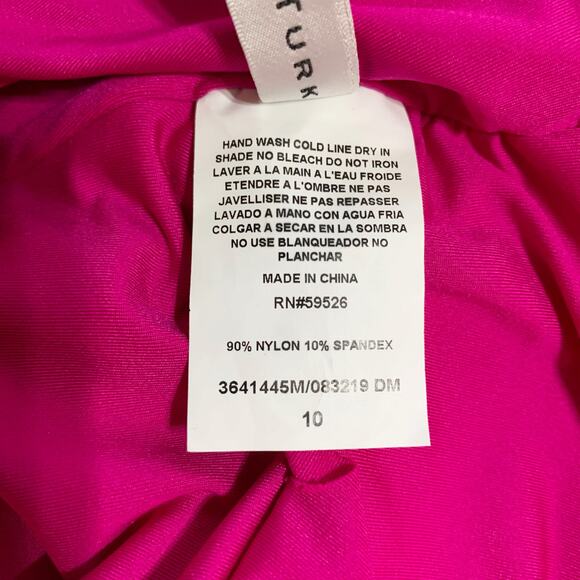 TURK
HAND WASH COLD LINE DRY IN
SHADE NO BLEACH DO NOT IRON
LAVER A LA MAIN A L'EAU FROIDE
ETENDRE A L'OMBRE NE PAS
JAVELLISER NE PAS REPASSER
LAVADO A MANO CON AGUA FRIA
COLGAR A SECAR EN LA SOMBRA
NO USE BLANQUEADOR NO
PLANCHAR
MADE IN CHINA
RN#59526
90% NYLON 10% SPANDEX
3641445M/083219 DM
10